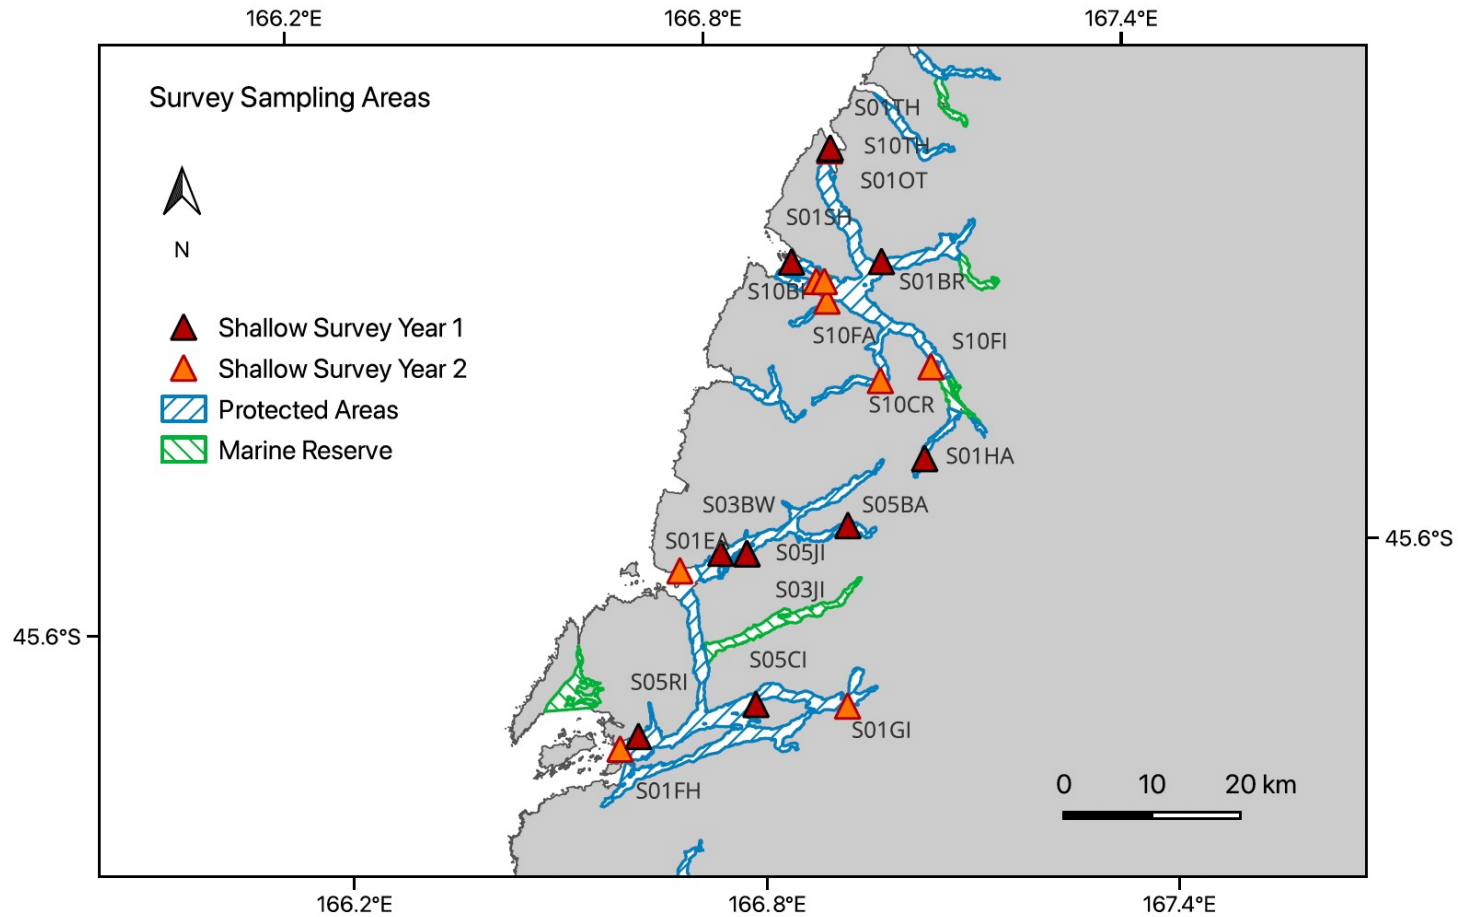 166.2°E 166.8°E 167.4°E
Survey Sampling Areas
S01TH
S10TH
S01OT
S01SH
N
S01BR
S10BI
Shallow Survey Year 1
S10FA
S10FI
Shallow Survey Year 2
S10CR
Protected Areas
Marine Reserve
S01HA
S03BW
S05BA
S01EA
45.6°S
S05JI
S03JI
45.6°S
S05CI
S05RI
S01GI
0 10 20 km
S01FH
166.2°E 166.8°E 167.4°E